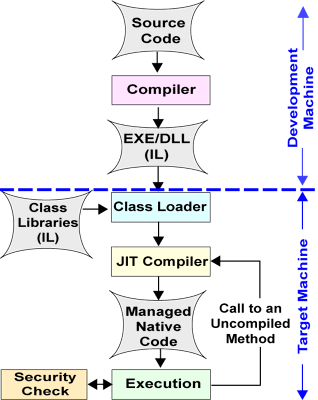 Source
Code
Compiler
EXE/DLL
(IL)
Development
Machine
Class
Libraries
(IL)
Class Loader
JIT Compiler
Managed
Native
Code
Call to an
Uncompiled
Method
Target Machine
Security
Check
Execution